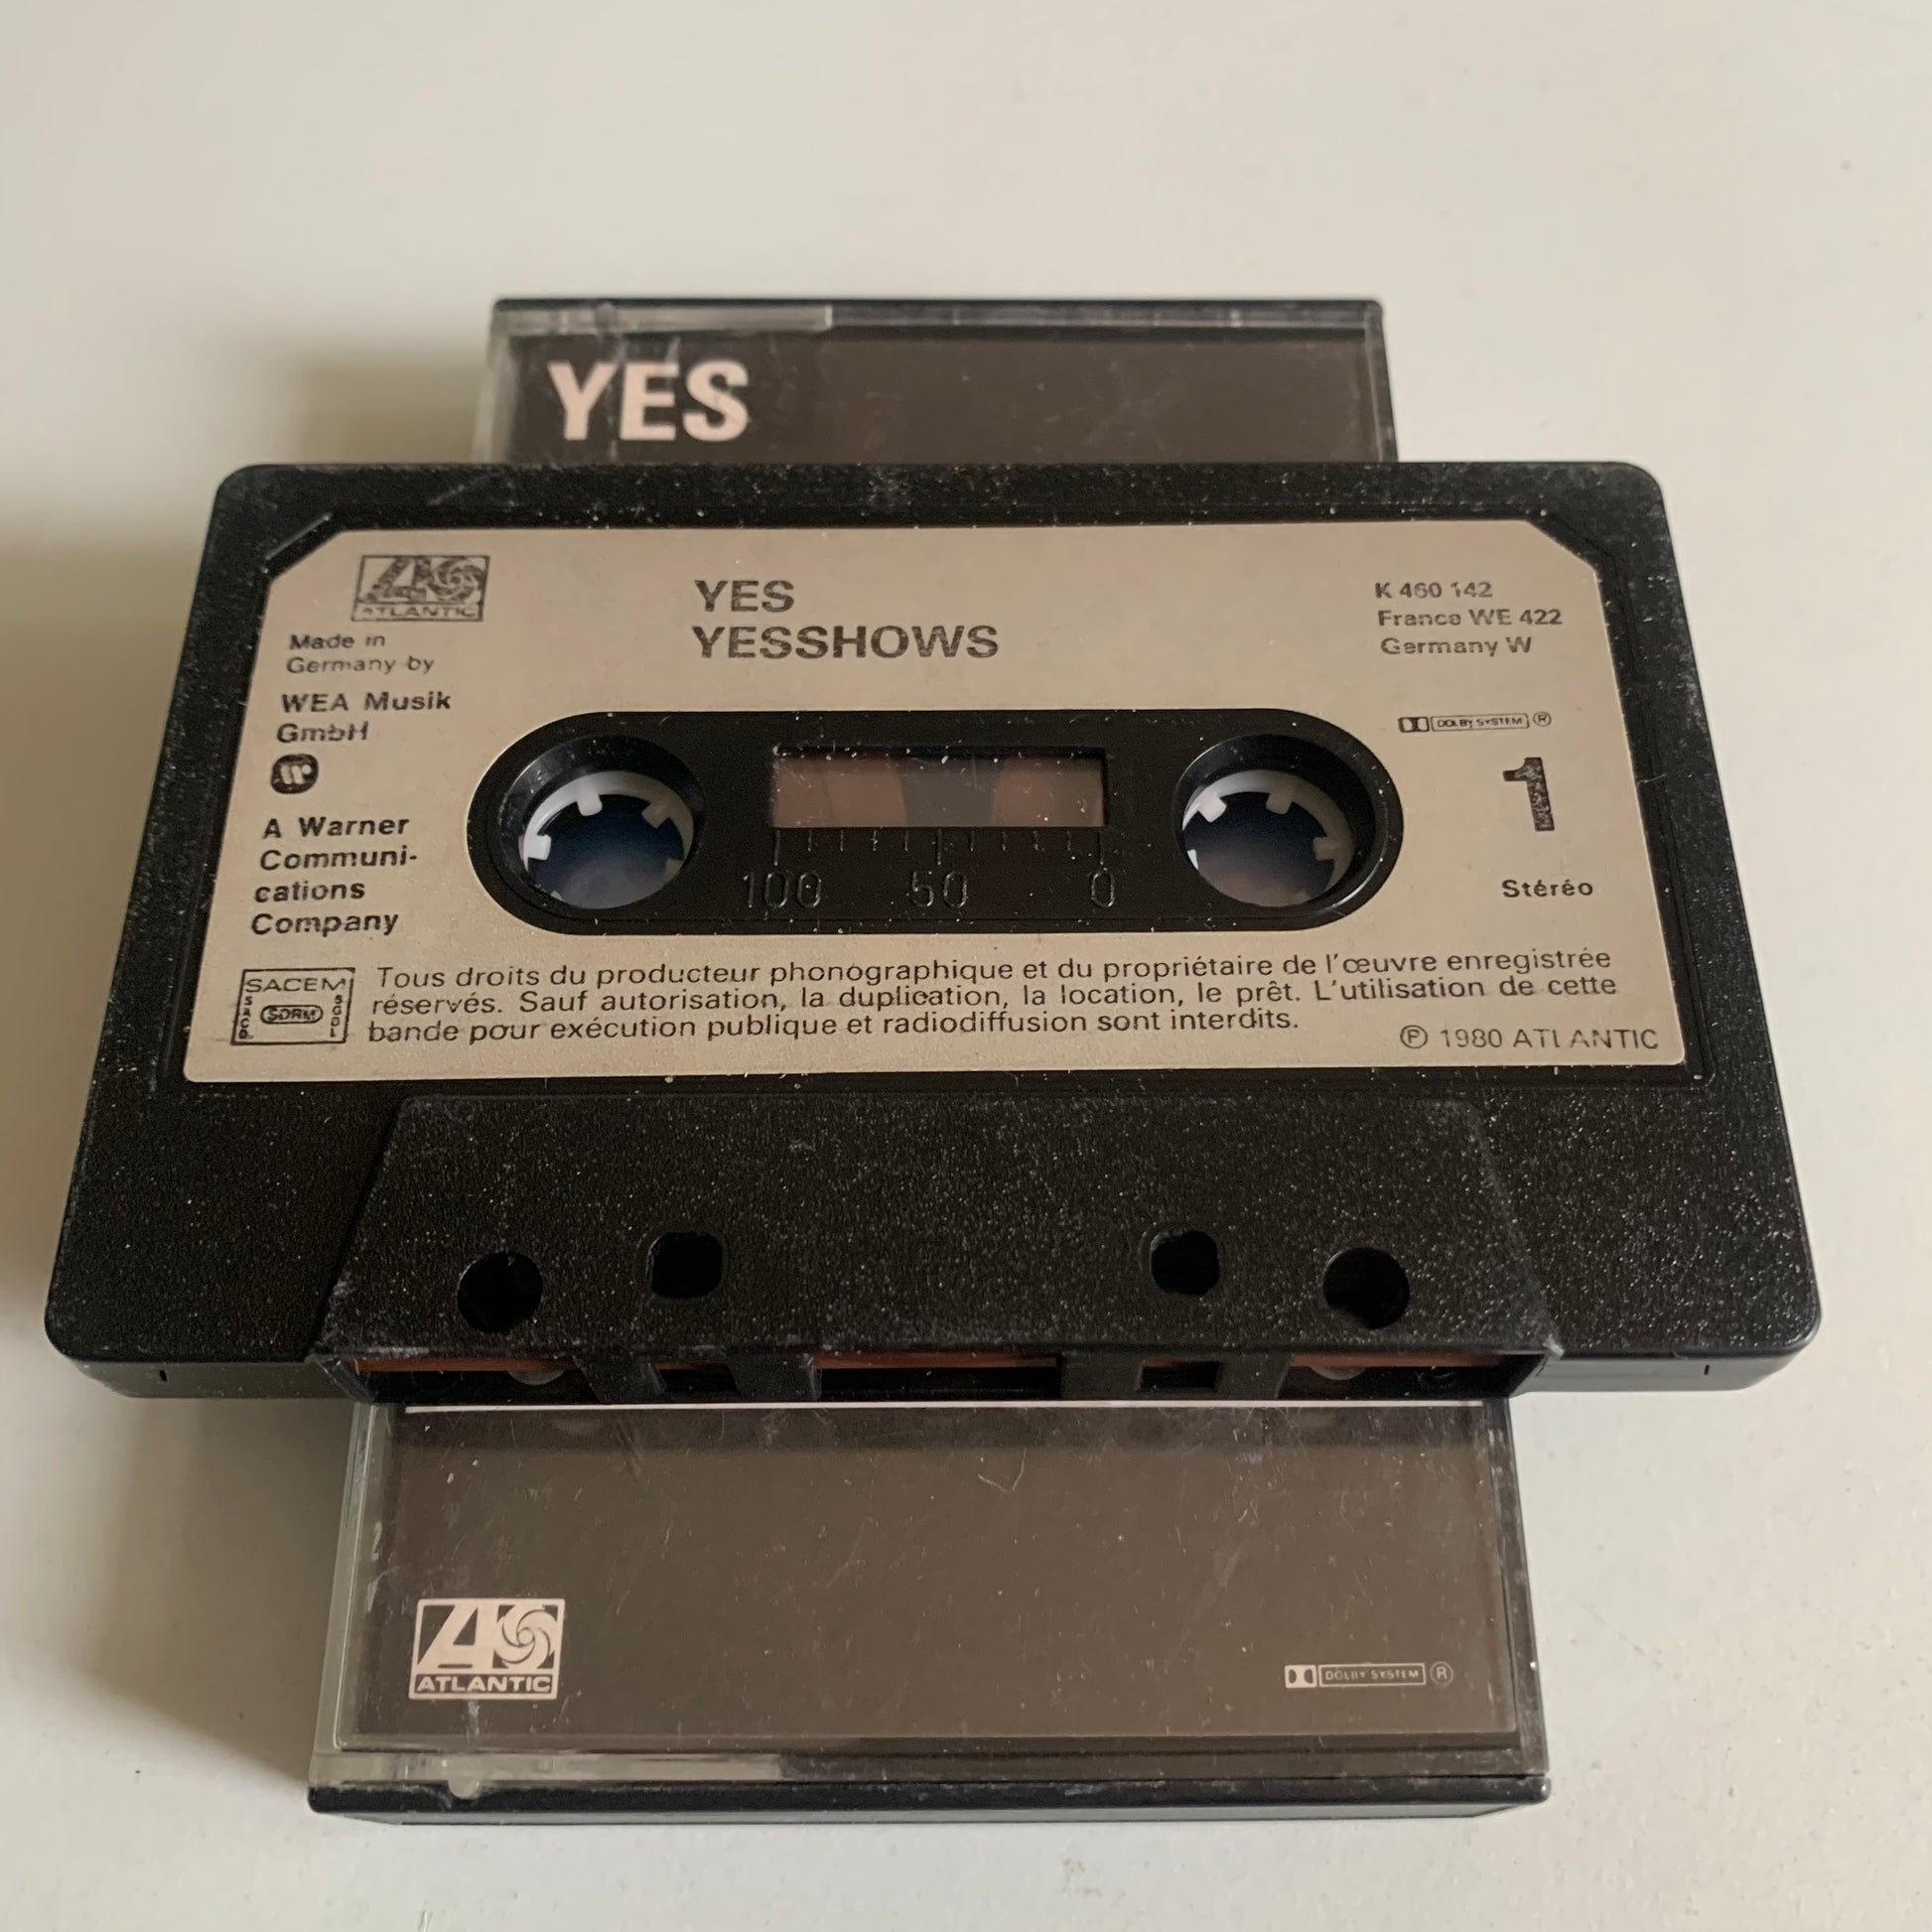 YES
ATLANTIC
Made in
Germany by
WEA Musik
GmbH
A Warner
Communi-
cations
Company
YES
YESSHOWS
K 460 142
France WE 422
Germany W
DOLBY SYSTEM ®
1
Stéréo
100 50 0
SACEM
SACD
SDRM
SGDL
Tous droits du producteur phonographique et du propriétaire de l'œuvre enregistrée
réservés. Sauf autorisation, la duplication, la location, le prêt. L'utilisation de cette
bande pour exécution publique et radiodiffusion sont interdits.
℗ 1980 ATLANTIC
ATLANTIC
DOLBY SYSTEM ®